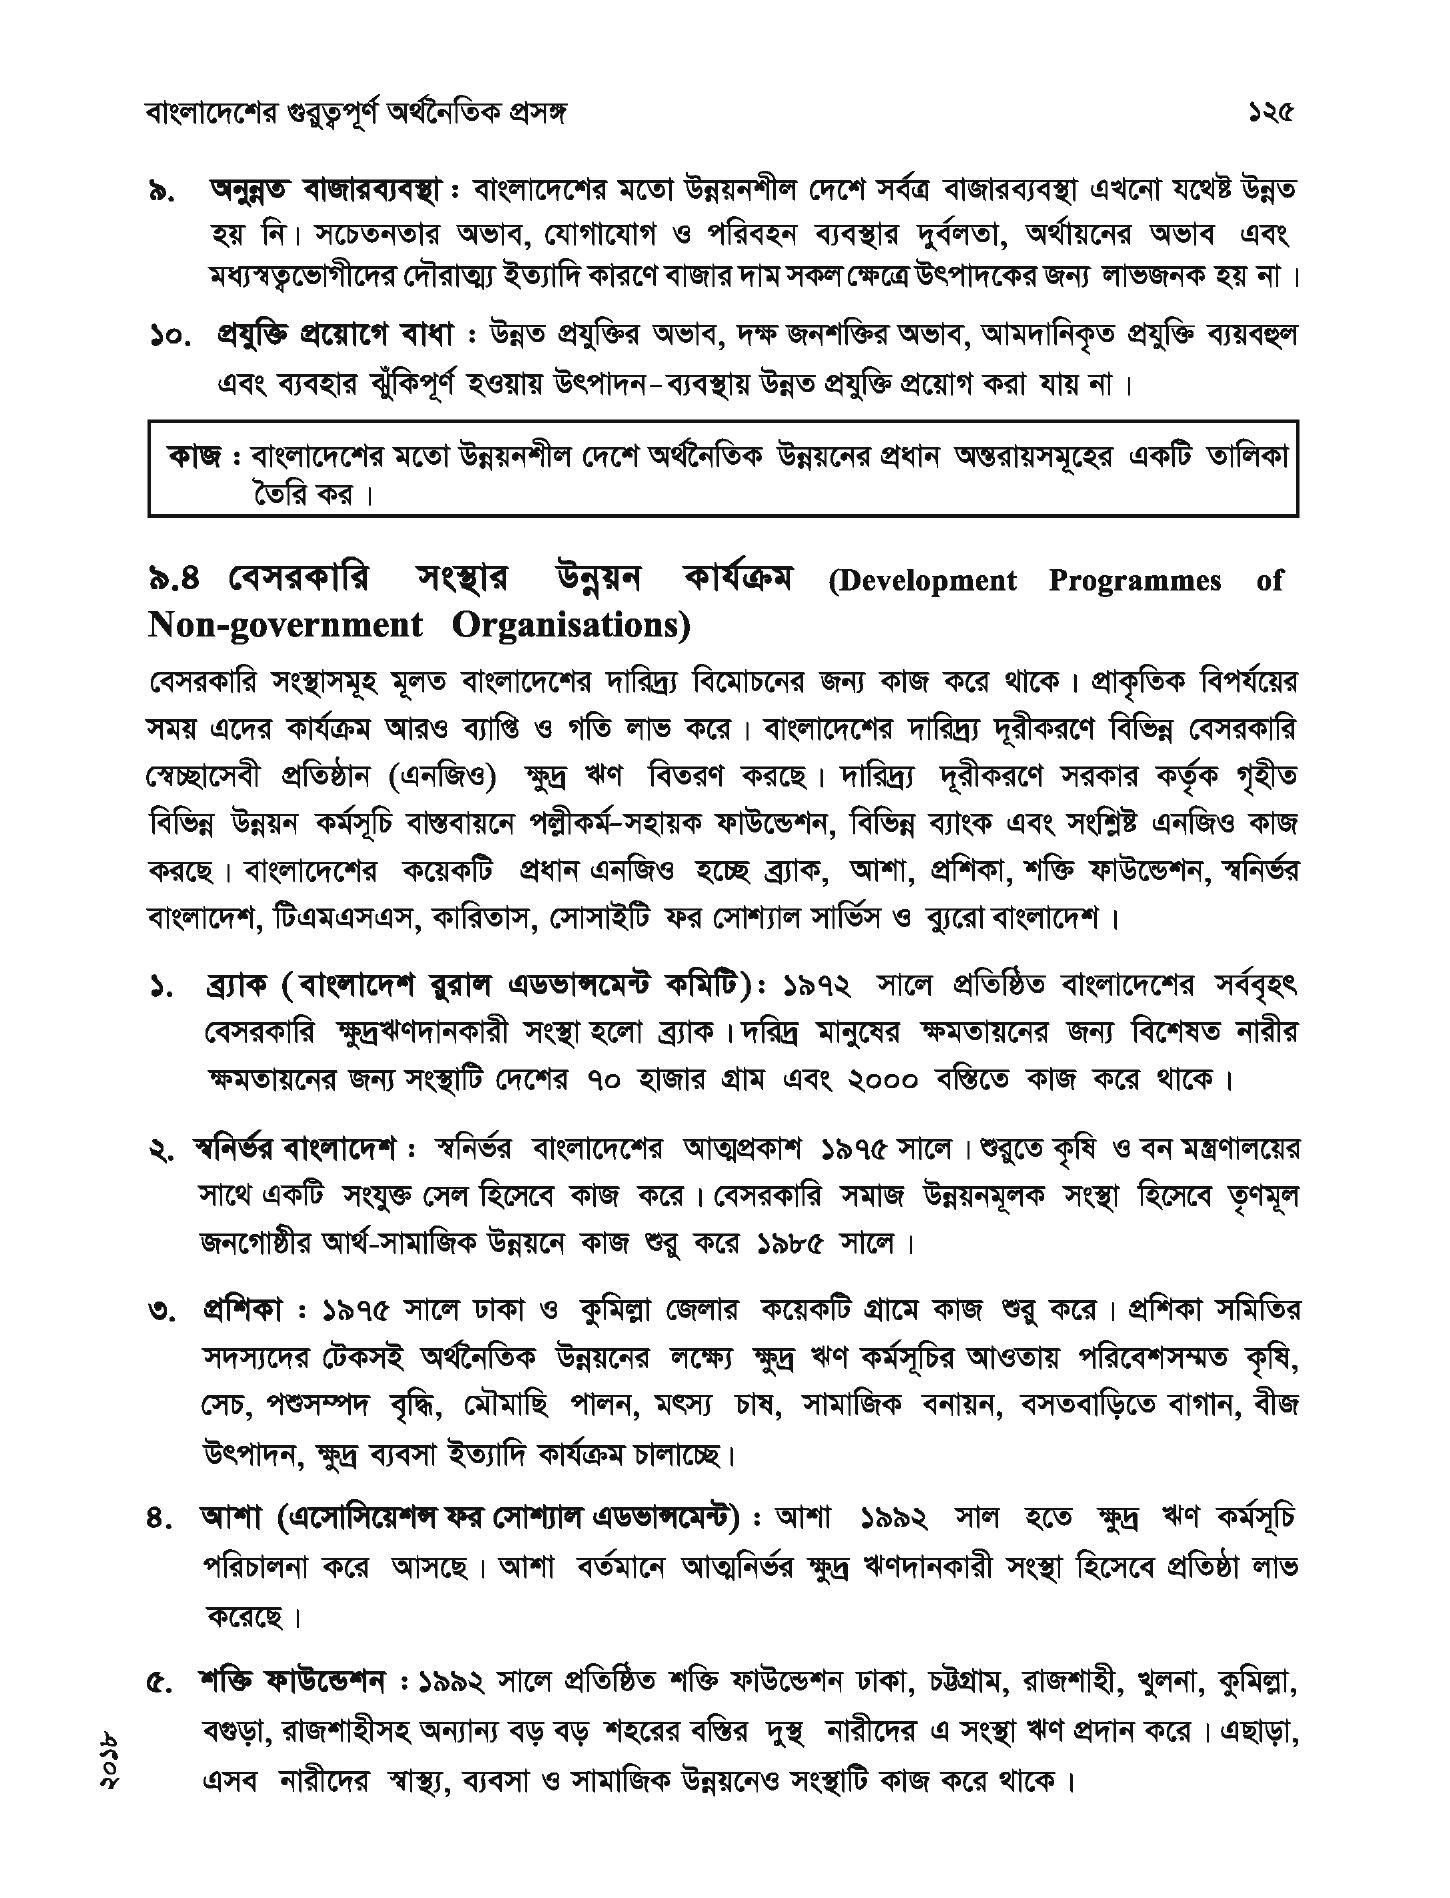 বাংলাদেশের গুরুত্বপূর্ণ অর্থনৈতিক প্রসঙ্গ ১২৫
৯. অনুন্নত বাজারব্যবস্থা : বাংলাদেশের মতো উন্নয়নশীল দেশে সর্বত্র বাজারব্যবস্থা এখনো যথেষ্ট উন্নত
হয় নি। সচেতনতার অভাব, যোগাযোগ ও পরিবহন ব্যবস্থার দুর্বলতা, অর্থায়নের অভাব এবং
মধ্যস্বত্বভোগীদের দৌরাত্ম্য ইত্যাদি কারণে বাজার দাম সকল ক্ষেত্রে উৎপাদকের জন্য লাভজনক হয় না।
১০. প্রযুক্তি প্রয়োগে বাধা : উন্নত প্রযুক্তির অভাব, দক্ষ জনশক্তির অভাব, আমদানিকৃত প্রযুক্তি ব্যয়বহুল
এবং ব্যবহার ঝুঁকিপূর্ণ হওয়ায় উৎপাদন-ব্যবস্থায় উন্নত প্রযুক্তি প্রয়োগ করা যায় না।
কাজ : বাংলাদেশের মতো উন্নয়নশীল দেশে অর্থনৈতিক উন্নয়নের প্রধান অন্তরায়সমূহের একটি তালিকা
তৈরি কর।
৯.৪ বেসরকারি সংস্থার উন্নয়ন কার্যক্রম (Development Programmes of
Non-government Organisations)
বেসরকারি সংস্থাসমূহ মূলত বাংলাদেশের দারিদ্র্য বিমোচনের জন্য কাজ করে থাকে। প্রাকৃতিক বিপর্যয়ের
সময় এদের কার্যক্রম আরও ব্যাপ্তি ও গতি লাভ করে। বাংলাদেশের দারিদ্র্য দূরীকরণে বিভিন্ন বেসরকারি
স্বেচ্ছাসেবী প্রতিষ্ঠান (এনজিও) ক্ষুদ্র ঋণ বিতরণ করছে। দারিদ্র্য দূরীকরণে সরকার কর্তৃক গৃহীত
বিভিন্ন উন্নয়ন কর্মসূচি বাস্তবায়নে পল্লীকর্ম-সহায়ক ফাউন্ডেশন, বিভিন্ন ব্যাংক এবং সংশ্লিষ্ট এনজিও কাজ
করছে। বাংলাদেশের কয়েকটি প্রধান এনজিও হচ্ছে ব্র্যাক, আশা, প্রশিকা, শক্তি ফাউন্ডেশন, স্বনির্ভর
বাংলাদেশ, টিএমএসএস, কারিতাস, সোসাইটি ফর সোশ্যাল সার্ভিস ও ব্যুরো বাংলাদেশ।
১. ব্র্যাক (বাংলাদেশ রুরাল এডভান্সমেন্ট কমিটি): ১৯৭২ সালে প্রতিষ্ঠিত বাংলাদেশের সর্ববৃহৎ
বেসরকারি ক্ষুদ্রঋণদানকারী সংস্থা হলো ব্র্যাক। দরিদ্র মানুষের ক্ষমতায়নের জন্য বিশেষত নারীর
ক্ষমতায়নের জন্য সংস্থাটি দেশের ৭০ হাজার গ্রাম এবং ২০০০ বস্তিতে কাজ করে থাকে।
২. স্বনির্ভর বাংলাদেশ : স্বনির্ভর বাংলাদেশের আত্মপ্রকাশ ১৯৭৫ সালে। শুরুতে কৃষি ও বন মন্ত্রণালয়ের
সাথে একটি সংযুক্ত সেল হিসেবে কাজ করে। বেসরকারি সমাজ উন্নয়নমূলক সংস্থা হিসেবে তৃণমূল
জনগোষ্ঠীর আর্থ-সামাজিক উন্নয়নে কাজ শুরু করে ১৯৮৫ সালে।
৩. প্রশিকা : ১৯৭৫ সালে ঢাকা ও কুমিল্লা জেলার কয়েকটি গ্রামে কাজ শুরু করে। প্রশিকা সমিতির
সদস্যদের টেকসই অর্থনৈতিক উন্নয়নের লক্ষ্যে ক্ষুদ্র ঋণ কর্মসূচির আওতায় পরিবেশসম্মত কৃষি,
সেচ, পশুসম্পদ বৃদ্ধি, মৌমাছি পালন, মৎস্য চাষ, সামাজিক বনায়ন, বসতবাড়িতে বাগান, বীজ
উৎপাদন, ক্ষুদ্র ব্যবসা ইত্যাদি কার্যক্রম চালাচ্ছে।
৪. আশা (এসোসিয়েশন্স ফর সোশ্যাল এডভান্সমেন্ট) : আশা ১৯৯২ সাল হতে ক্ষুদ্র ঋণ কর্মসূচি
পরিচালনা করে আসছে। আশা বর্তমানে আত্মনির্ভর ক্ষুদ্র ঋণদানকারী সংস্থা হিসেবে প্রতিষ্ঠা লাভ
করেছে।
৫. শক্তি ফাউন্ডেশন : ১৯৯২ সালে প্রতিষ্ঠিত শক্তি ফাউন্ডেশন ঢাকা, চট্টগ্রাম, রাজশাহী, খুলনা, কুমিল্লা,
বগুড়া, রাজশাহীসহ অন্যান্য বড় বড় শহরের বস্তির দুস্থ নারীদের এ সংস্থা ঋণ প্রদান করে। এছাড়া,
এসব নারীদের স্বাস্থ্য, ব্যবসা ও সামাজিক উন্নয়নেও সংস্থাটি কাজ করে থাকে।
২০১৮